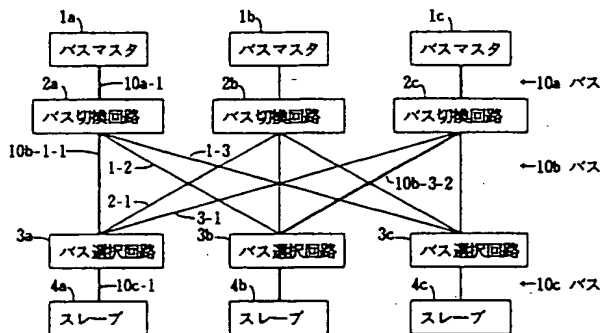 1a 1b 1c
バスマスタ バスマスタ バスマスタ
2a 10a-1 2b 2c ←10a バス
バス切換回路 バス切換回路 バス切換回路
10b-1-1 1-2 1-3 ←10b バス
2-1 3-1 10b-3-2
3a 3b 3c
バス選択回路 バス選択回路 バス選択回路
4a 10c-1 4b 4c ←10c バス
スレーブ スレーブ スレーブ